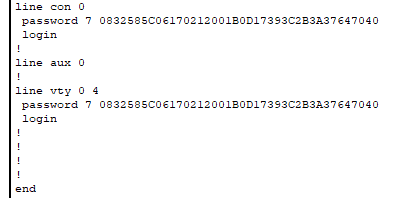 line con 0
password 7 0832585C06170212001B0D17393C2B3A37647040
login
!
line aux 0
!
line vty 0 4
password 7 0832585C06170212001B0D17393C2B3A37647040
login
!
!
!
!
end